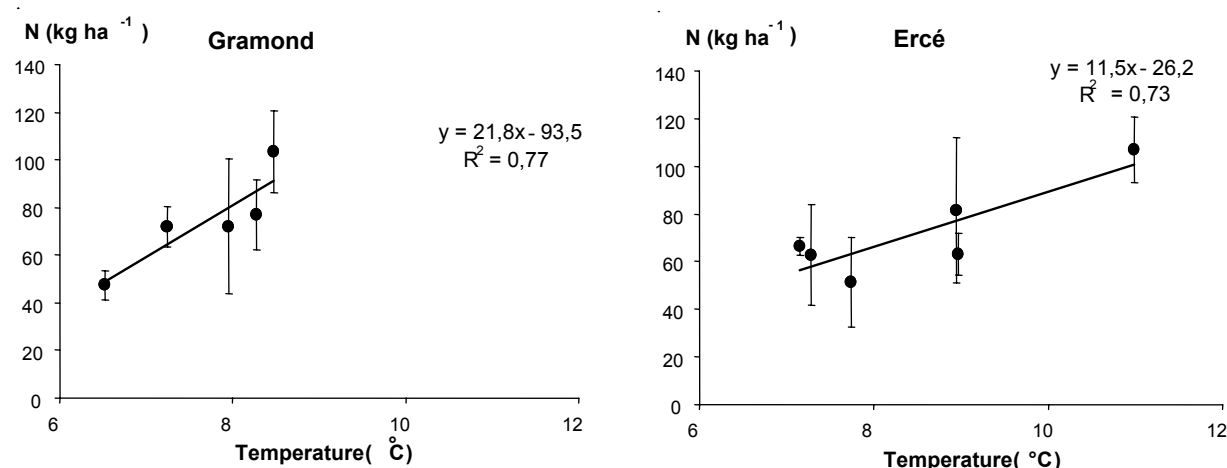 N (kg ha -1 )
Gramond
140
120
100
80
60
40
20
0
6
8
10
12
y = 21,8x - 93,5
R2 = 0,77
Temperature( °C)
N (kg ha-1 )
Ercé
140
120
100
80
60
40
20
0
6
8
10
12
y = 11,5x - 26,2
R2 = 0,73
Temperature( °C)